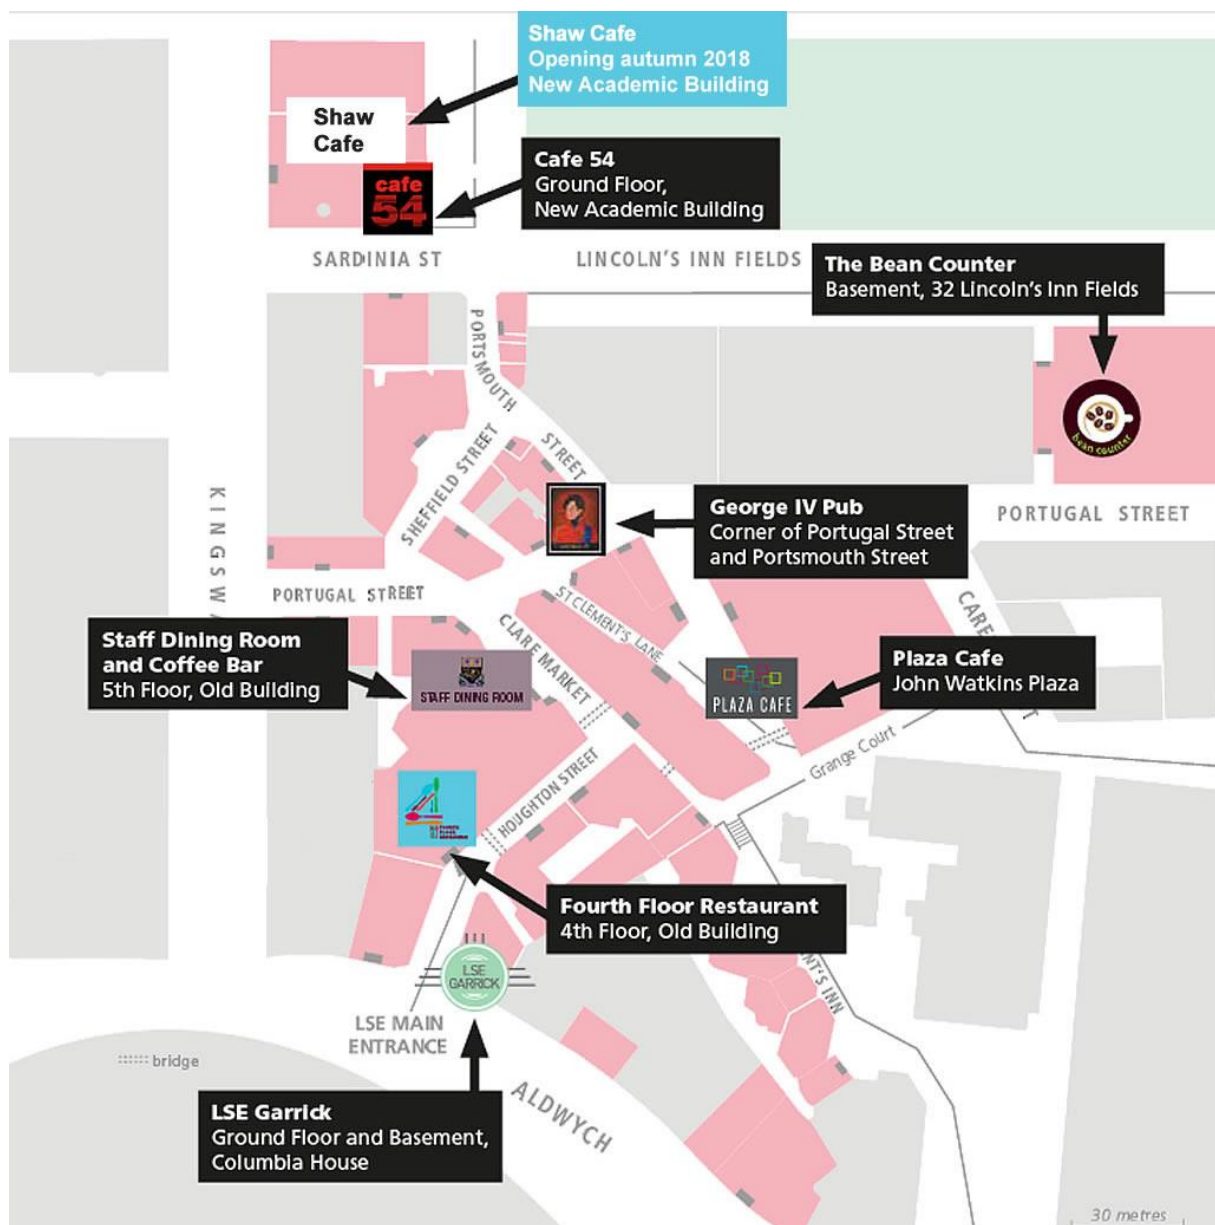 Shaw Cafe
Opening autumn 2018
New Academic Building
Shaw
Cafe
Cafe 54
Ground Floor,
New Academic Building
cafe
54
SARDINIA ST
LINCOLN'S INN FIELDS
The Bean Counter
Basement, 32 Lincoln's Inn Fields
bean counter
PORTSMOUTH
STREET
SHEFFIELD STREET
KINGSW
George IV Pub
Corner of Portugal Street
and Portsmouth Street
PORTUGAL STREET
PORTUGAL STREET
ST CLEMENT'S LANE
CARE
T
CLARE MARKET
Staff Dining Room
and Coffee Bar
5th Floor, Old Building
STAFF DINING ROOM
PLAZA CAFE
Plaza Cafe
John Watkins Plaza
Grange Court
HOUGHTON STREET
Fourth Floor Restaurant
4th Floor, Old Building
NT'S INN
LSE
GARRICK
LSE MAIN
ENTRANCE
bridge
ALDWYCH
LSE Garrick
Ground Floor and Basement,
Columbia House
30 metres